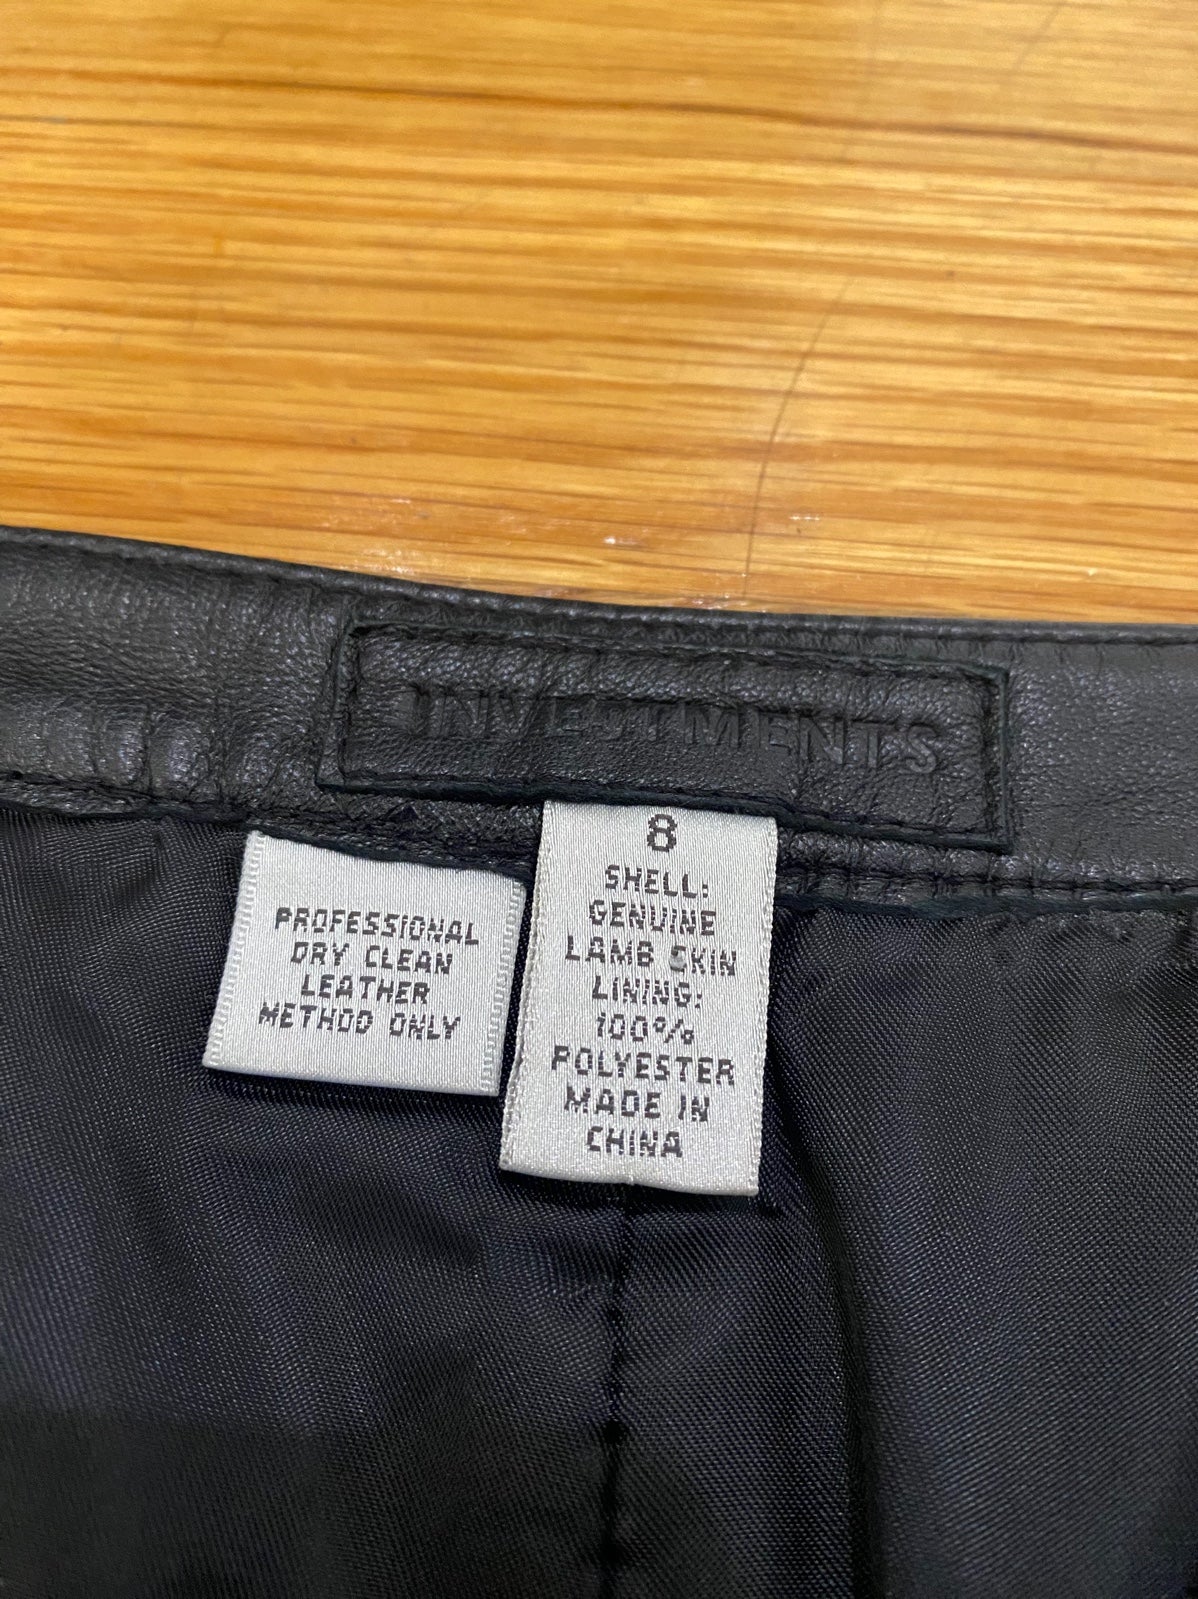 INVESTMENTS
8
SHELL:
GENUINE
LAMB SKIN
LINING:
100%
POLYESTER
MADE IN
CHINA
PROFESSIONAL
DRY CLEAN
LEATHER
METHOD ONLY